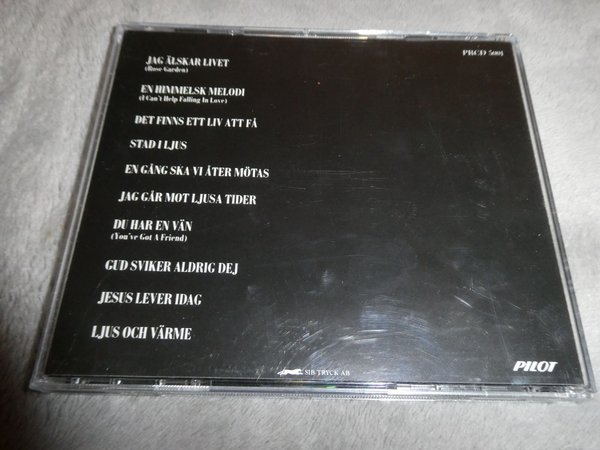 PRCD 5001
JAG ÄLSKAR LIVET
(Rose Garden)
EN HIMMELSK MELODI
(I Can't Help Falling In Love)
DET FINNS ETT LIV ATT FÅ
STAD I LJUS
EN GÅNG SKA VI ÅTER MÖTAS
JAG GÅR MOT LJUSA TIDER
DU HAR EN VÄN
(You've Got A Friend)
GUD SVIKER ALDRIG DEJ
JESUS LEVER IDAG
LJUS OCH VÄRME
SIB-TRYCK AB
PILOT